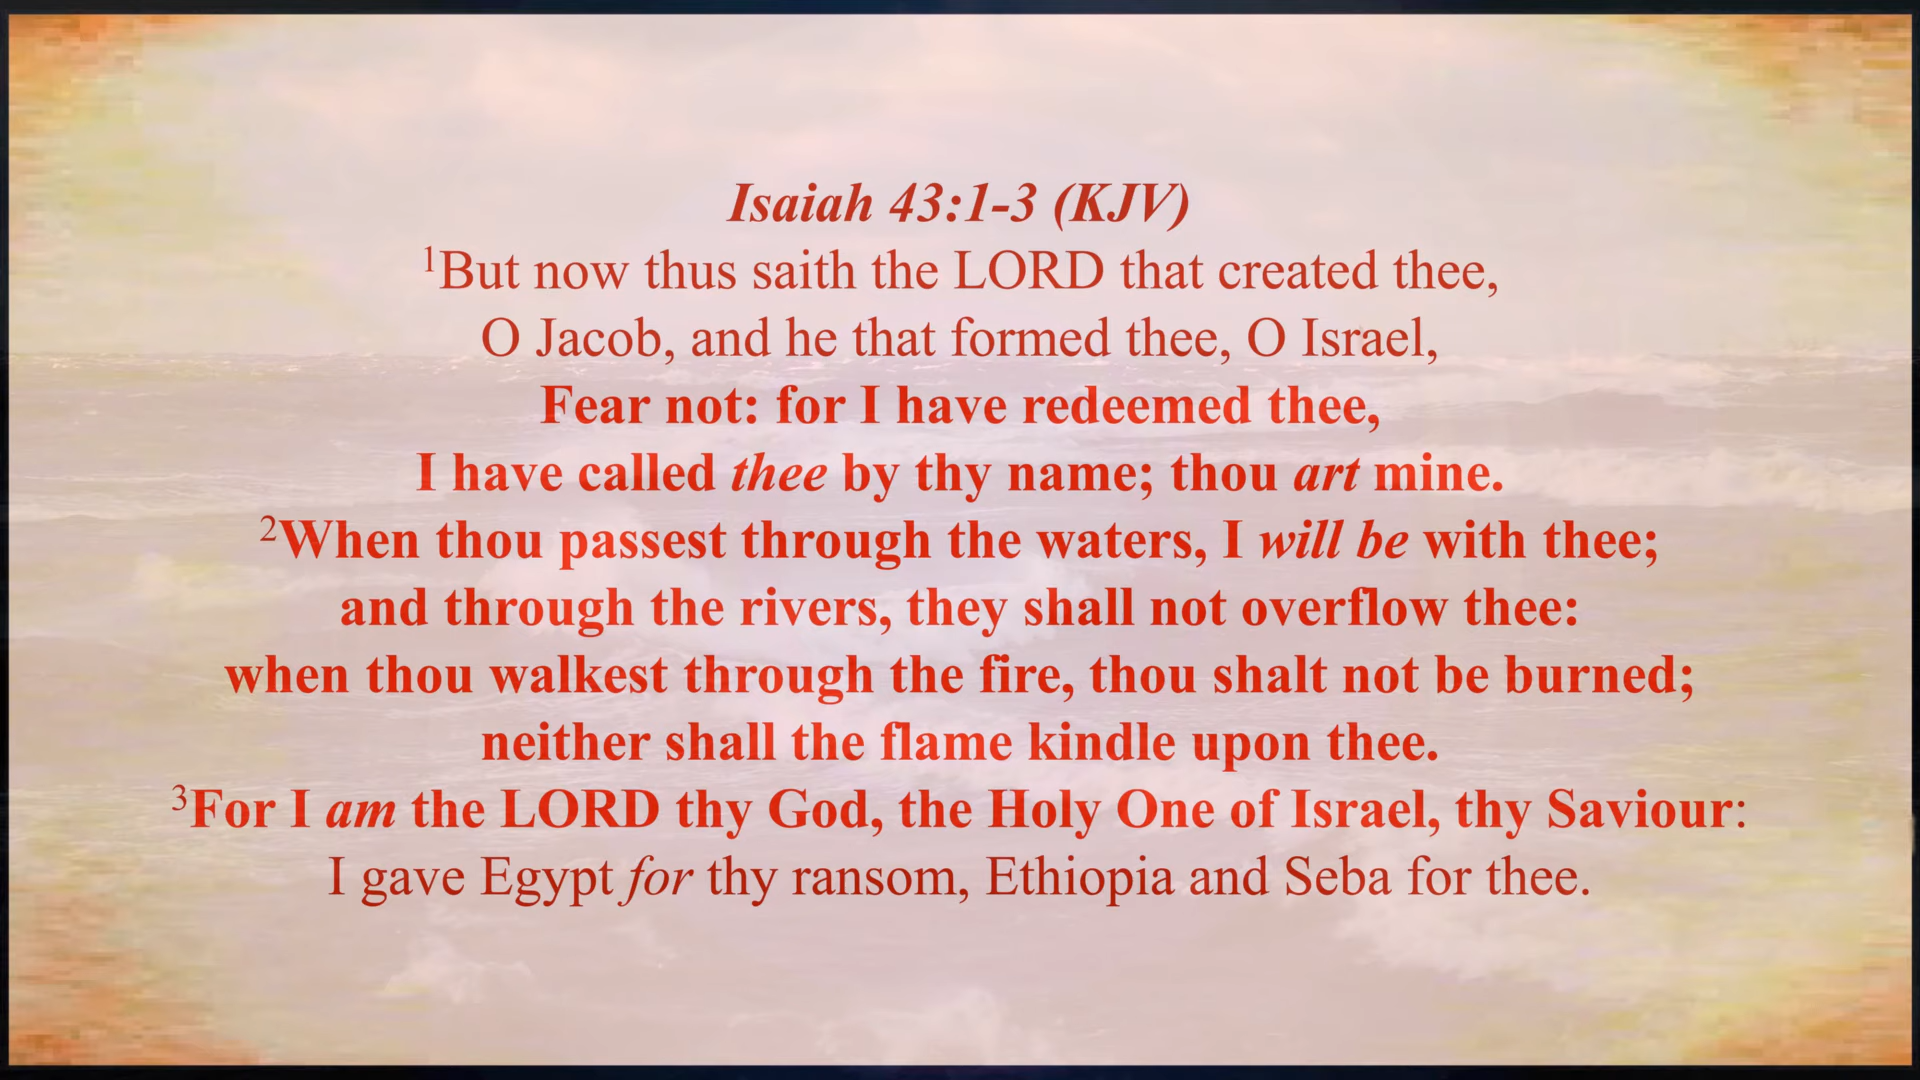 Isaiah 43:1-3 (KJV)
¹But now thus saith the LORD that created thee,
O Jacob, and he that formed thee, O Israel,
Fear not: for I have redeemed thee,
I have called thee by thy name; thou art mine.
²When thou passest through the waters, I will be with thee;
and through the rivers, they shall not overflow thee:
when thou walkest through the fire, thou shalt not be burned;
neither shall the flame kindle upon thee.
³For I am the LORD thy God, the Holy One of Israel, thy Saviour:
I gave Egypt for thy ransom, Ethiopia and Seba for thee.